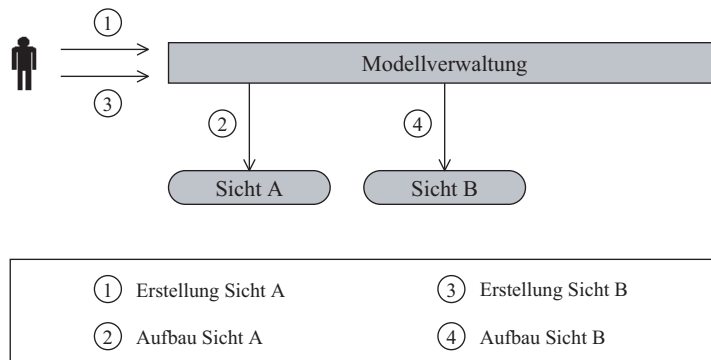 ①
Modellverwaltung
③
② ④
Sicht A Sicht B
① Erstellung Sicht A ③ Erstellung Sicht B
② Aufbau Sicht A ④ Aufbau Sicht B